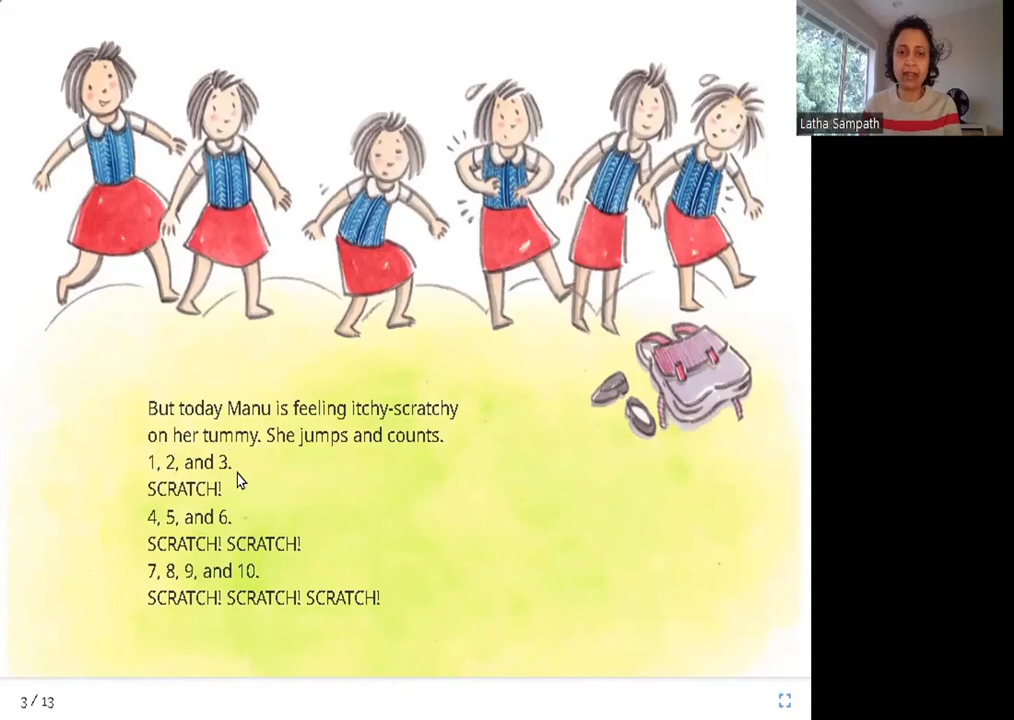 Latha Sampath
But today Manu is feeling itchy-scratchy
on her tummy. She jumps and counts.
1, 2, and 3.
SCRATCH!
4, 5, and 6.
SCRATCH! SCRATCH!
7, 8, 9, and 10.
SCRATCH! SCRATCH! SCRATCH!
3 / 13